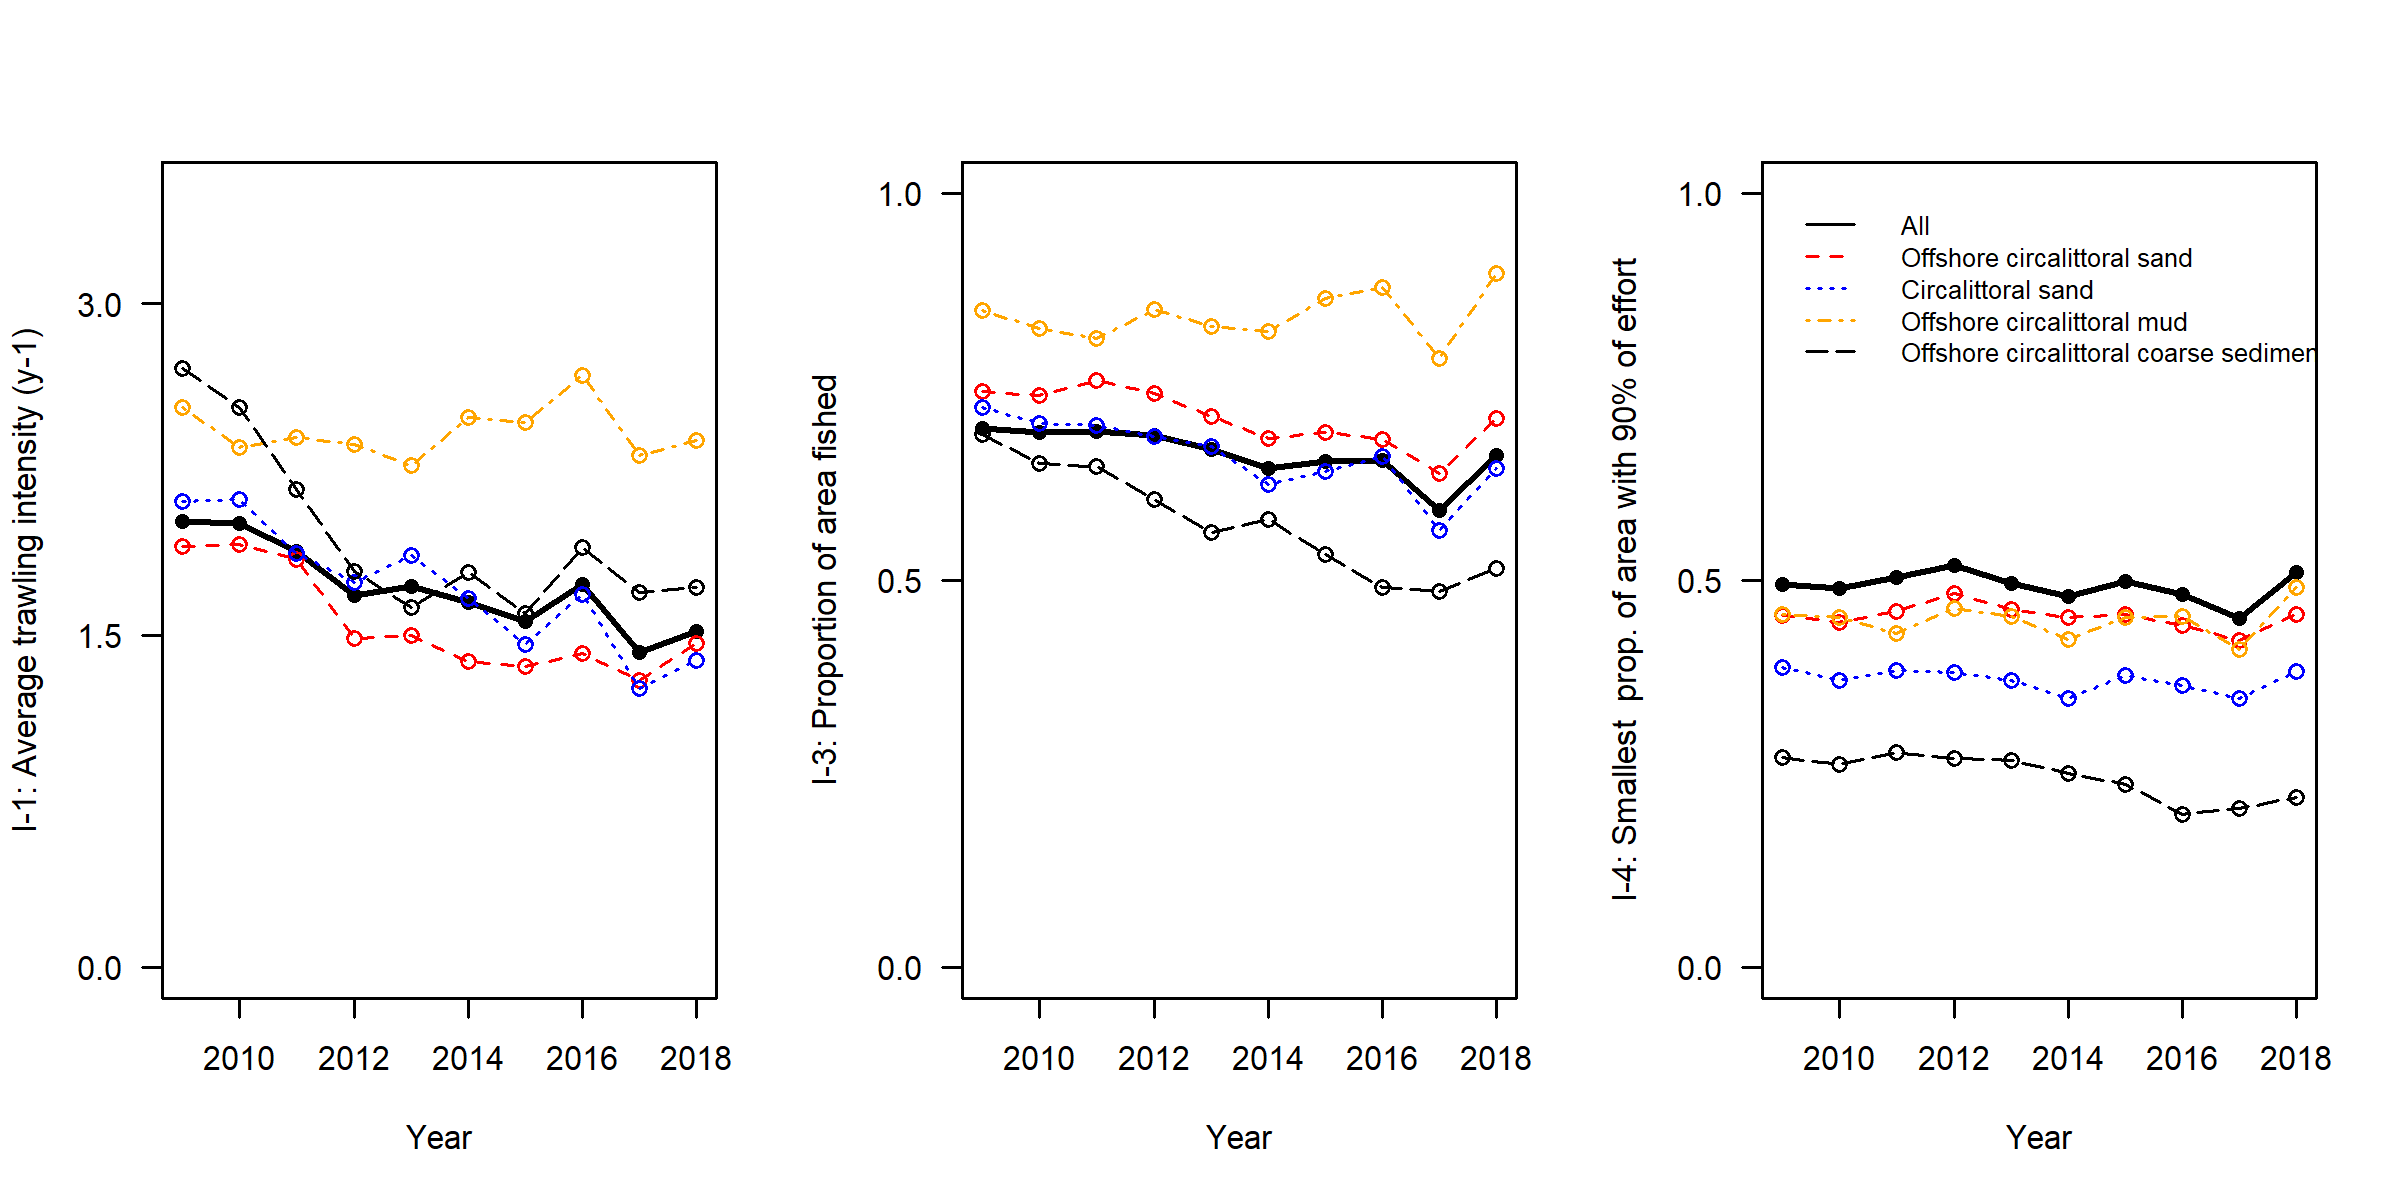 I-1: Average trawling intensity (y-1)
3.0
1.5
0.0
2010 2012 2014 2016 2018
Year
I-3: Proportion of area fished
1.0
0.5
0.0
2010 2012 2014 2016 2018
Year
I-4: Smallest  prop. of area with 90% of effort
1.0
0.5
0.0
All
Offshore circalittoral sand
Circalittoral sand
Offshore circalittoral mud
Offshore circalittoral coarse sedimen
2010 2012 2014 2016 2018
Year